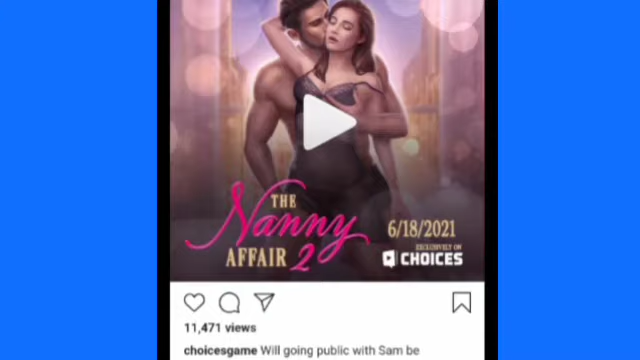 THE
Nanny
AFFAIR 2
6/18/2021
EXCLUSIVELY ON
CHOICES
11,471 views
choicesgame Will going public with Sam be